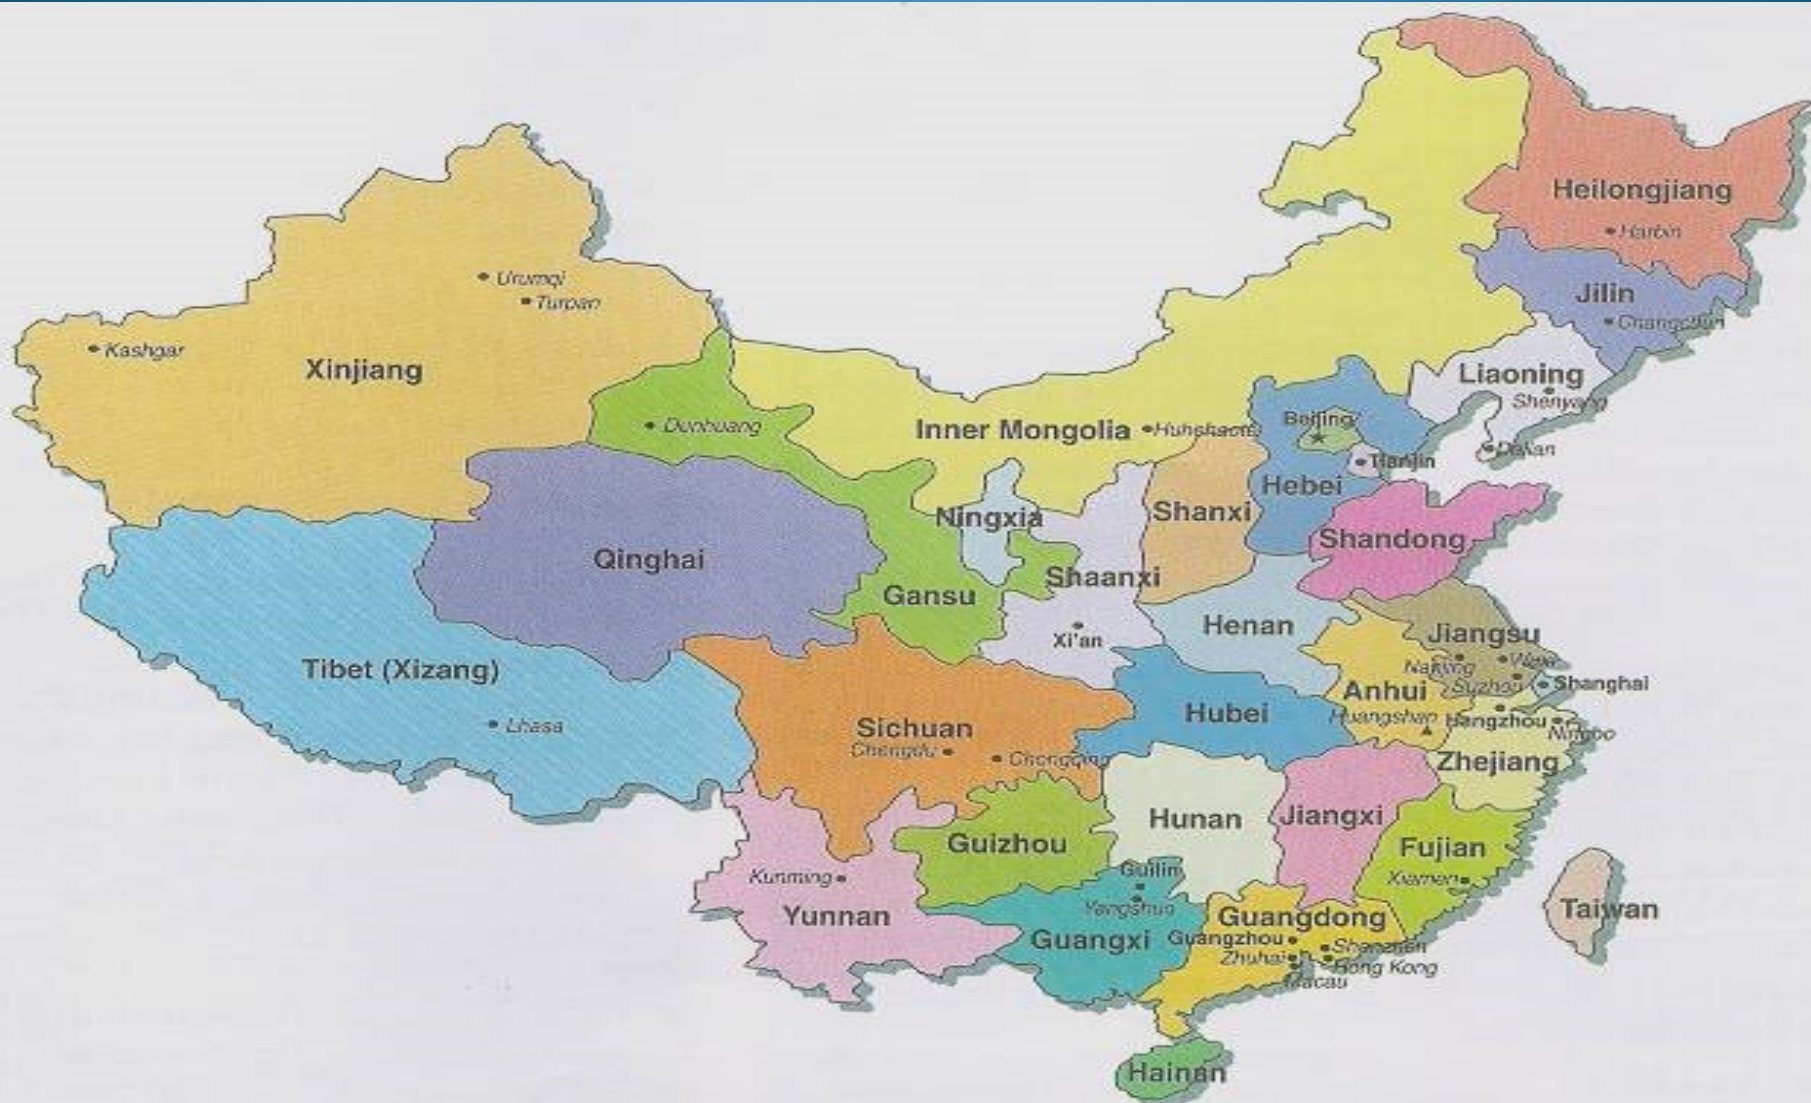 Heilongjiang
Harbin
Urumqi
Turpan
Jilin
Changchun
Kashgar
Xinjiang
Liaoning
Shenyang
Dunhuang
Inner Mongolia
Beijing
Dalian
Tianjin
Hebei
Ningxia
Shanxi
Shandong
Qinghai
Shaanxi
Gansu
Henan
Jiangsu
Xi'an
Tibet (Xizang)
Nanjing
Wuxi
Anhui
Suzhou
Shanghai
Lhasa
Sichuan
Hubei
Huangshan
Hangzhou
Ningbo
Chengdu
Chongqing
Zhejiang
Hunan
Jiangxi
Guizhou
Fujian
Guilin
Kunming
Xiamen
Yunnan
Yangshuo
Guangdong
Taiwan
Guangxi
Guangzhou
Shenzhen
Zhuhai
Hong Kong
Macau
Hainan